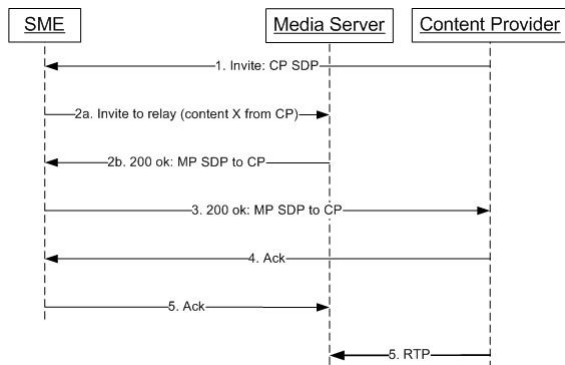 SME
Media Server
Content Provider
1. Invite: CP SDP
2a. Invite to relay (content X from CP)
2b. 200 ok: MP SDP to CP
3. 200 ok: MP SDP to CP
4. Ack
5. Ack
5. RTP